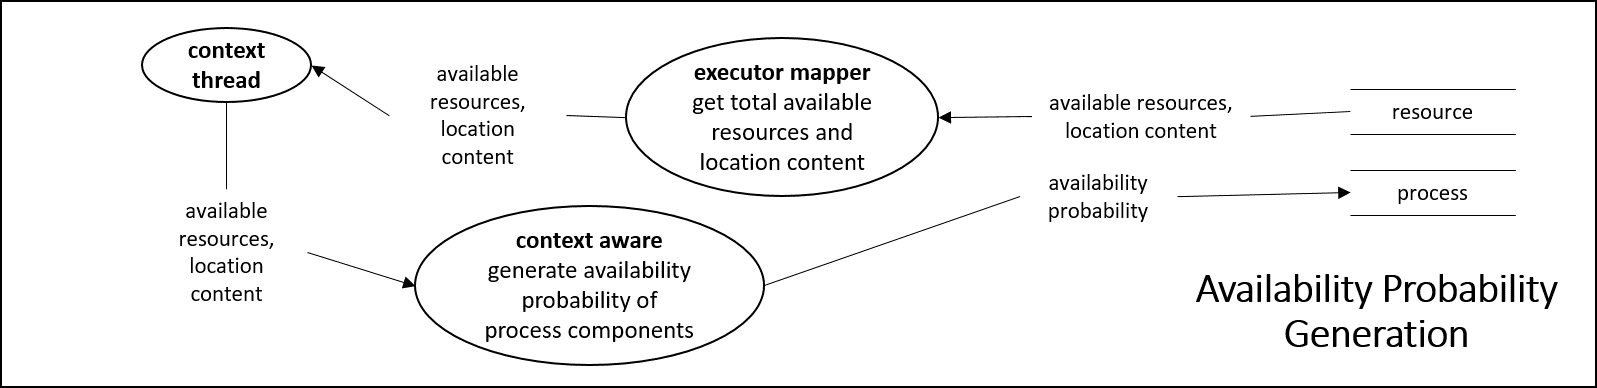 context
thread
available
resources,
location
content
executor mapper
get total available
resources and
location content
available resources,
location content
resource
availability
probability
process
available
resources,
location
content
context aware
generate availability
probability of
process components
Availability Probability
Generation